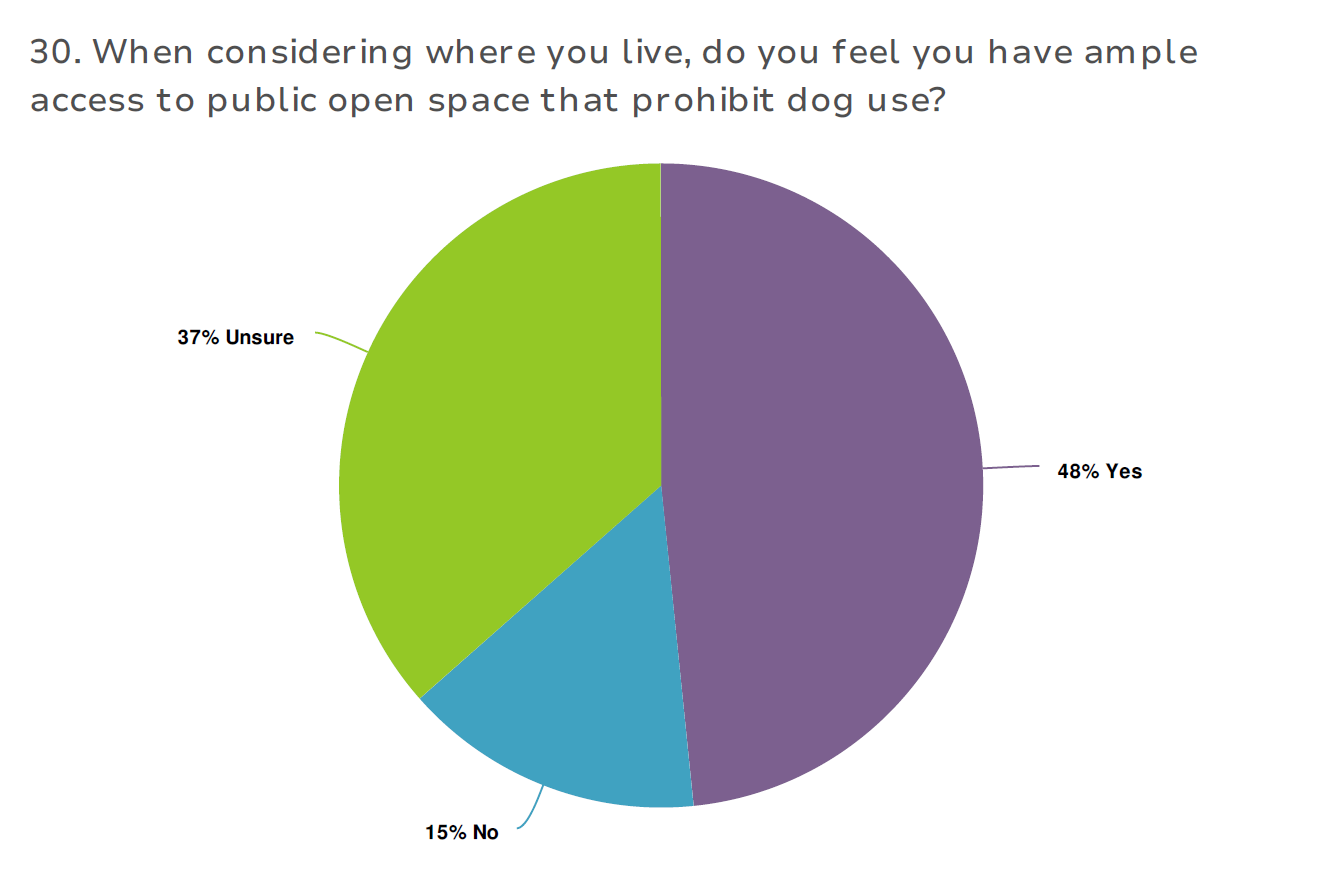 30. When considering where you live, do you feel you have ample
access to public open space that prohibit dog use?
37% Unsure
48% Yes
15% No